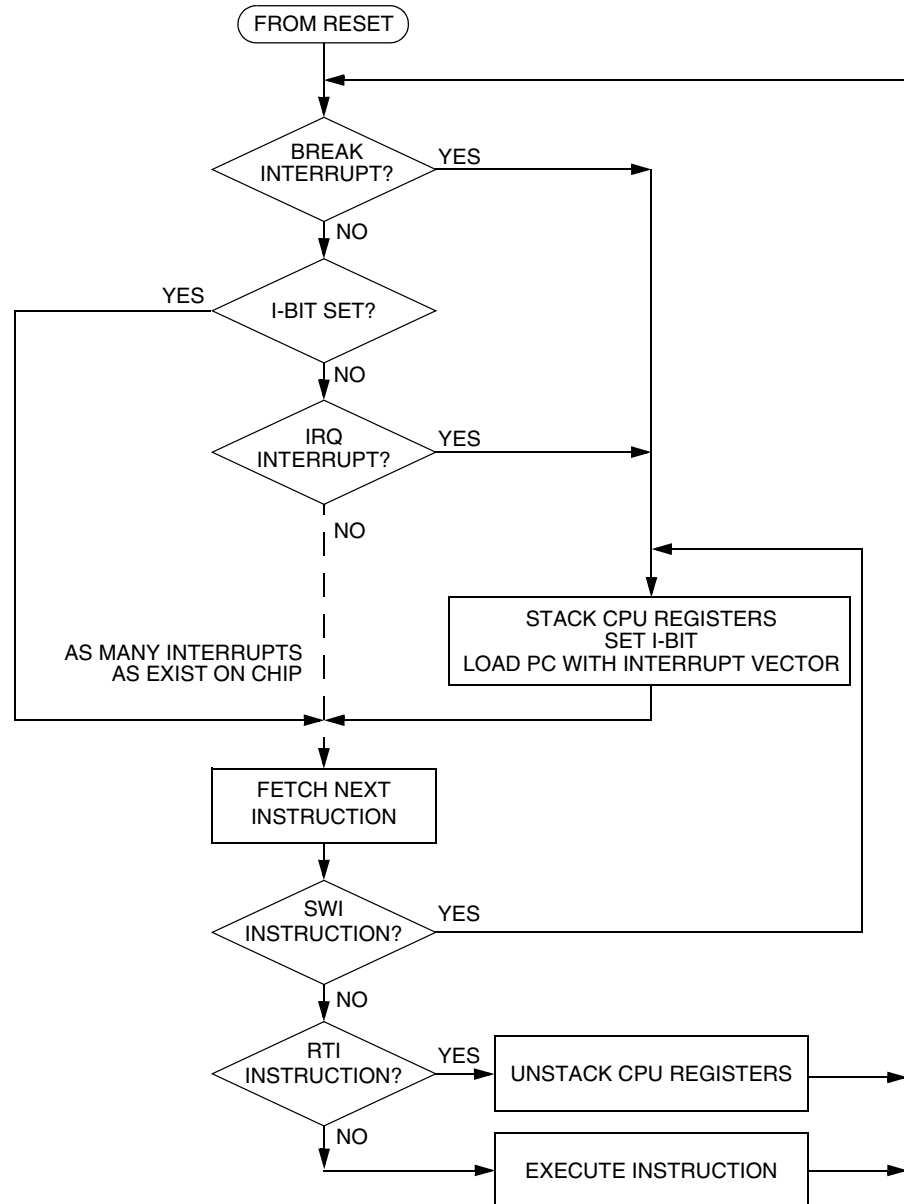 FROM RESET
BREAK
INTERRUPT?
YES
NO
I-BIT SET?
YES
NO
IRQ
INTERRUPT?
YES
NO
AS MANY INTERRUPTS
AS EXIST ON CHIP
STACK CPU REGISTERS
SET I-BIT
LOAD PC WITH INTERRUPT VECTOR
FETCH NEXT
INSTRUCTION
SWI
INSTRUCTION?
YES
NO
RTI
INSTRUCTION?
YES
UNSTACK CPU REGISTERS
NO
EXECUTE INSTRUCTION